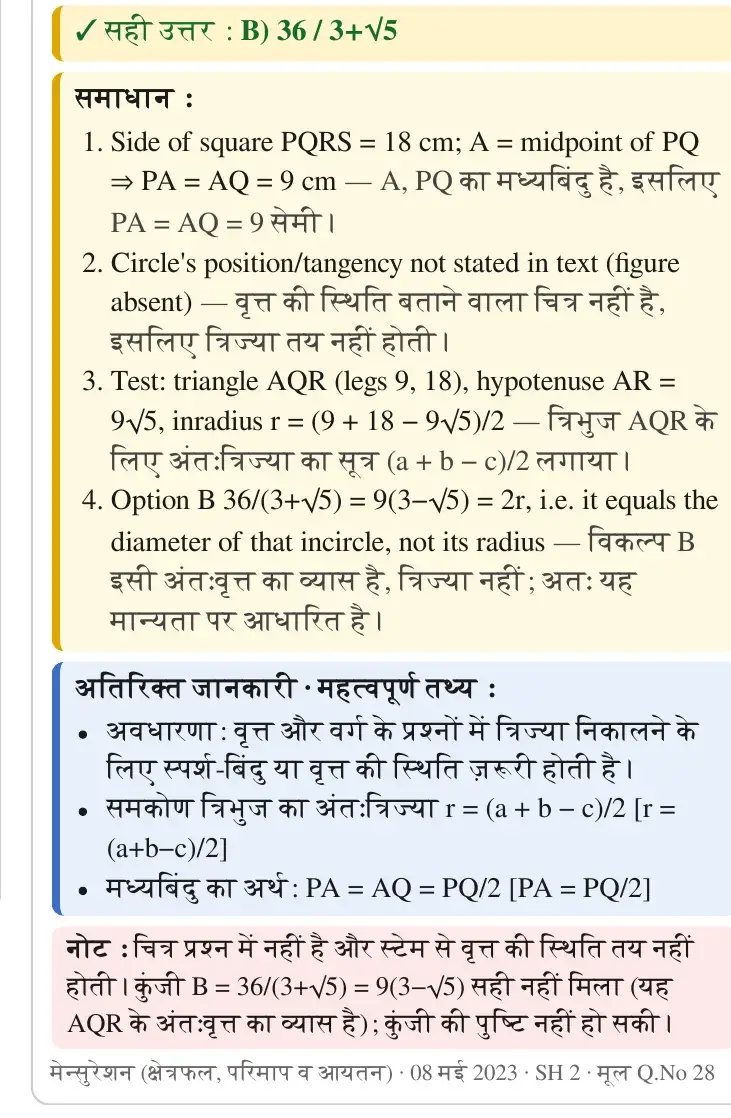 ✓ सही उत्तर : B) 36 / 3+√5
समाधान :
1. Side of square PQRS = 18 cm; A = midpoint of PQ
⇒ PA = AQ = 9 cm — A, PQ का मध्यबिंदु है, इसलिए
PA = AQ = 9 सेमी।
2. Circle's position/tangency not stated in text (figure
absent) — वृत्त की स्थिति बताने वाला चित्र नहीं है,
इसलिए त्रिज्या तय नहीं होती।
3. Test: triangle AQR (legs 9, 18), hypotenuse AR =
9√5, inradius r = (9 + 18 − 9√5)/2 — त्रिभुज AQR के
लिए अंतःत्रिज्या का सूत्र (a + b − c)/2 लगाया।
4. Option B 36/(3+√5) = 9(3−√5) = 2r, i.e. it equals the
diameter of that incircle, not its radius — विकल्प B
इसी अंतःवृत्त का व्यास है, त्रिज्या नहीं; अतः यह
मान्यता पर आधारित है।
अतिरिक्त जानकारी · महत्वपूर्ण तथ्य :
• अवधारणा: वृत्त और वर्ग के प्रश्नों में त्रिज्या निकालने के
लिए स्पर्श-बिंदु या वृत्त की स्थिति ज़रूरी होती है।
• समकोण त्रिभुज का अंतःत्रिज्या r = (a + b − c)/2 [r =
(a+b−c)/2]
• मध्यबिंदु का अर्थ: PA = AQ = PQ/2 [PA = PQ/2]
नोट : चित्र प्रश्न में नहीं है और स्टेम से वृत्त की स्थिति तय नहीं
होती। कुंजी B = 36/(3+√5) = 9(3−√5) सही नहीं मिला (यह
AQR के अंतःवृत्त का व्यास है); कुंजी की पुष्टि नहीं हो सकी।
मेन्सुरेशन (क्षेत्रफल, परिमाप व आयतन) · 08 मई 2023 · SH 2 · मूल Q.No 28